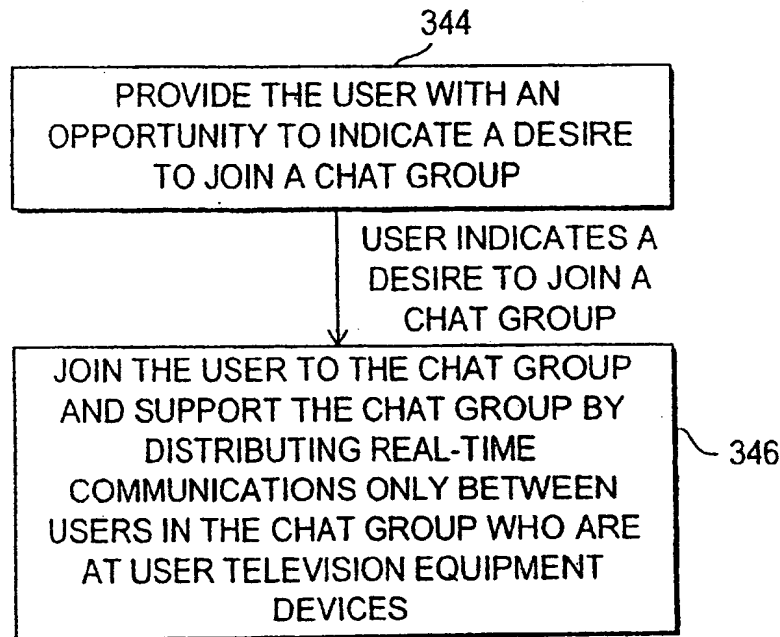 344
PROVIDE THE USER WITH AN
OPPORTUNITY TO INDICATE A DESIRE
TO JOIN A CHAT GROUP
USER INDICATES A
DESIRE TO JOIN A
CHAT GROUP
JOIN THE USER TO THE CHAT GROUP
AND SUPPORT THE CHAT GROUP BY
DISTRIBUTING REAL-TIME
COMMUNICATIONS ONLY BETWEEN
USERS IN THE CHAT GROUP WHO ARE
AT USER TELEVISION EQUIPMENT
DEVICES
346